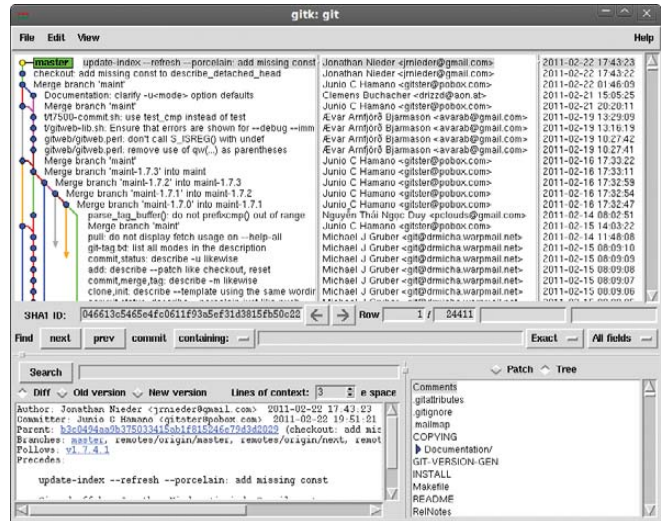 gitk: git
File Edit View Help
master update-index --refresh --porcelain: add missing const Jonathan Nieder <jrnieder@gmail.com> 2011-02-22 17:43:23
checkout: add missing const to describe_detached_head Jonathan Nieder <jrnieder@gmail.com> 2011-02-22 17:43:22
Merge branch 'maint' Junio C Hamano <gitster@pobox.com> 2011-02-22 01:46:09
Documentation: clarify -u<mode> option defaults Clemens Buchacher <drizzd@aon.at> 2011-02-21 15:05:25
Merge branch 'maint' Junio C Hamano <gitster@pobox.com> 2011-02-21 20:20:11
t/t7500-commit.sh: use test_cmp instead of test Ævar Arnfjörð Bjarmason <avarab@gmail.com> 2011-02-19 13:29:09
t/gitweb-lib.sh: Ensure that errors are shown for --debug --imm Ævar Arnfjörð Bjarmason <avarab@gmail.com> 2011-02-19 13:16:19
gitweb/gitweb.perl: don't call S_ISREG() with undef Ævar Arnfjörð Bjarmason <avarab@gmail.com> 2011-02-19 10:27:42
gitweb/gitweb.perl: remove use of qw(...) as parentheses Ævar Arnfjörð Bjarmason <avarab@gmail.com> 2011-02-19 10:27:41
Merge branch 'maint' Junio C Hamano <gitster@pobox.com> 2011-02-16 17:33:22
Merge branch 'maint-1.7.3' into maint Junio C Hamano <gitster@pobox.com> 2011-02-16 17:33:11
Merge branch 'maint-1.7.2' into maint-1.7.3 Junio C Hamano <gitster@pobox.com> 2011-02-16 17:32:59
Merge branch 'maint-1.7.1' into maint-1.7.2 Junio C Hamano <gitster@pobox.com> 2011-02-16 17:32:54
Merge branch 'maint-1.7.0' into maint-1.7.1 Junio C Hamano <gitster@pobox.com> 2011-02-16 17:32:47
parse_tag_buffer(): do not prefixcmp() out of range Nguyễn Thái Ngọc Duy <pclouds@gmail.com> 2011-02-14 08:02:51
Merge branch 'maint' Junio C Hamano <gitster@pobox.com> 2011-02-15 14:03:22
pull: do not display fetch usage on --help-all Michael J Gruber <git@drmicha.warpmail.net> 2011-02-14 11:48:08
git-tag.txt: list all modes in the description Michael J Gruber <git@drmicha.warpmail.net> 2011-02-15 08:09:10
commit,status: describe -u likewise Michael J Gruber <git@drmicha.warpmail.net> 2011-02-15 08:09:09
add: describe --patch like checkout, reset Michael J Gruber <git@drmicha.warpmail.net> 2011-02-15 08:09:08
commit,merge,tag: describe -m likewise Michael J Gruber <git@drmicha.warpmail.net> 2011-02-15 08:09:07
clone,init: describe --template using the same wordin Michael J Gruber <git@drmicha.warpmail.net> 2011-02-15 08:09:06
SHA1 ID: Row 1 / 24411
Find next prev commit containing: Exact All fields
Search Patch Tree
Diff Old version New version Lines of context: 3 e space
Author: Jonathan Nieder <jrnieder@gmail.com> 2011-02-22 17:43:23
Committer: Junio C Hamano <gitster@pobox.com> 2011-02-22 19:51:21
Parent: (checkout: add mis
Branches: master, remotes/origin/master, remotes/origin/next, remot
Follows: v1.7.4.1
Precedes:
update-index --refresh --porcelain: add missing const
Comments
.gitattributes
.gitignore
.mailmap
COPYING
Documentation/
GIT-VERSION-GEN
INSTALL
Makefile
README
RelNotes